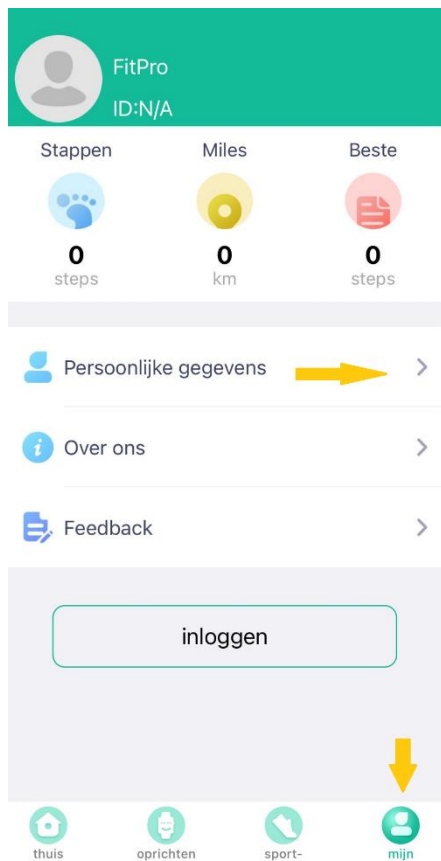 FitPro
ID:N/A
Stappen Miles Beste
0 0 0
steps km steps
Persoonlijke gegevens
Over ons
Feedback
inloggen
thuis oprichten sport- mijn